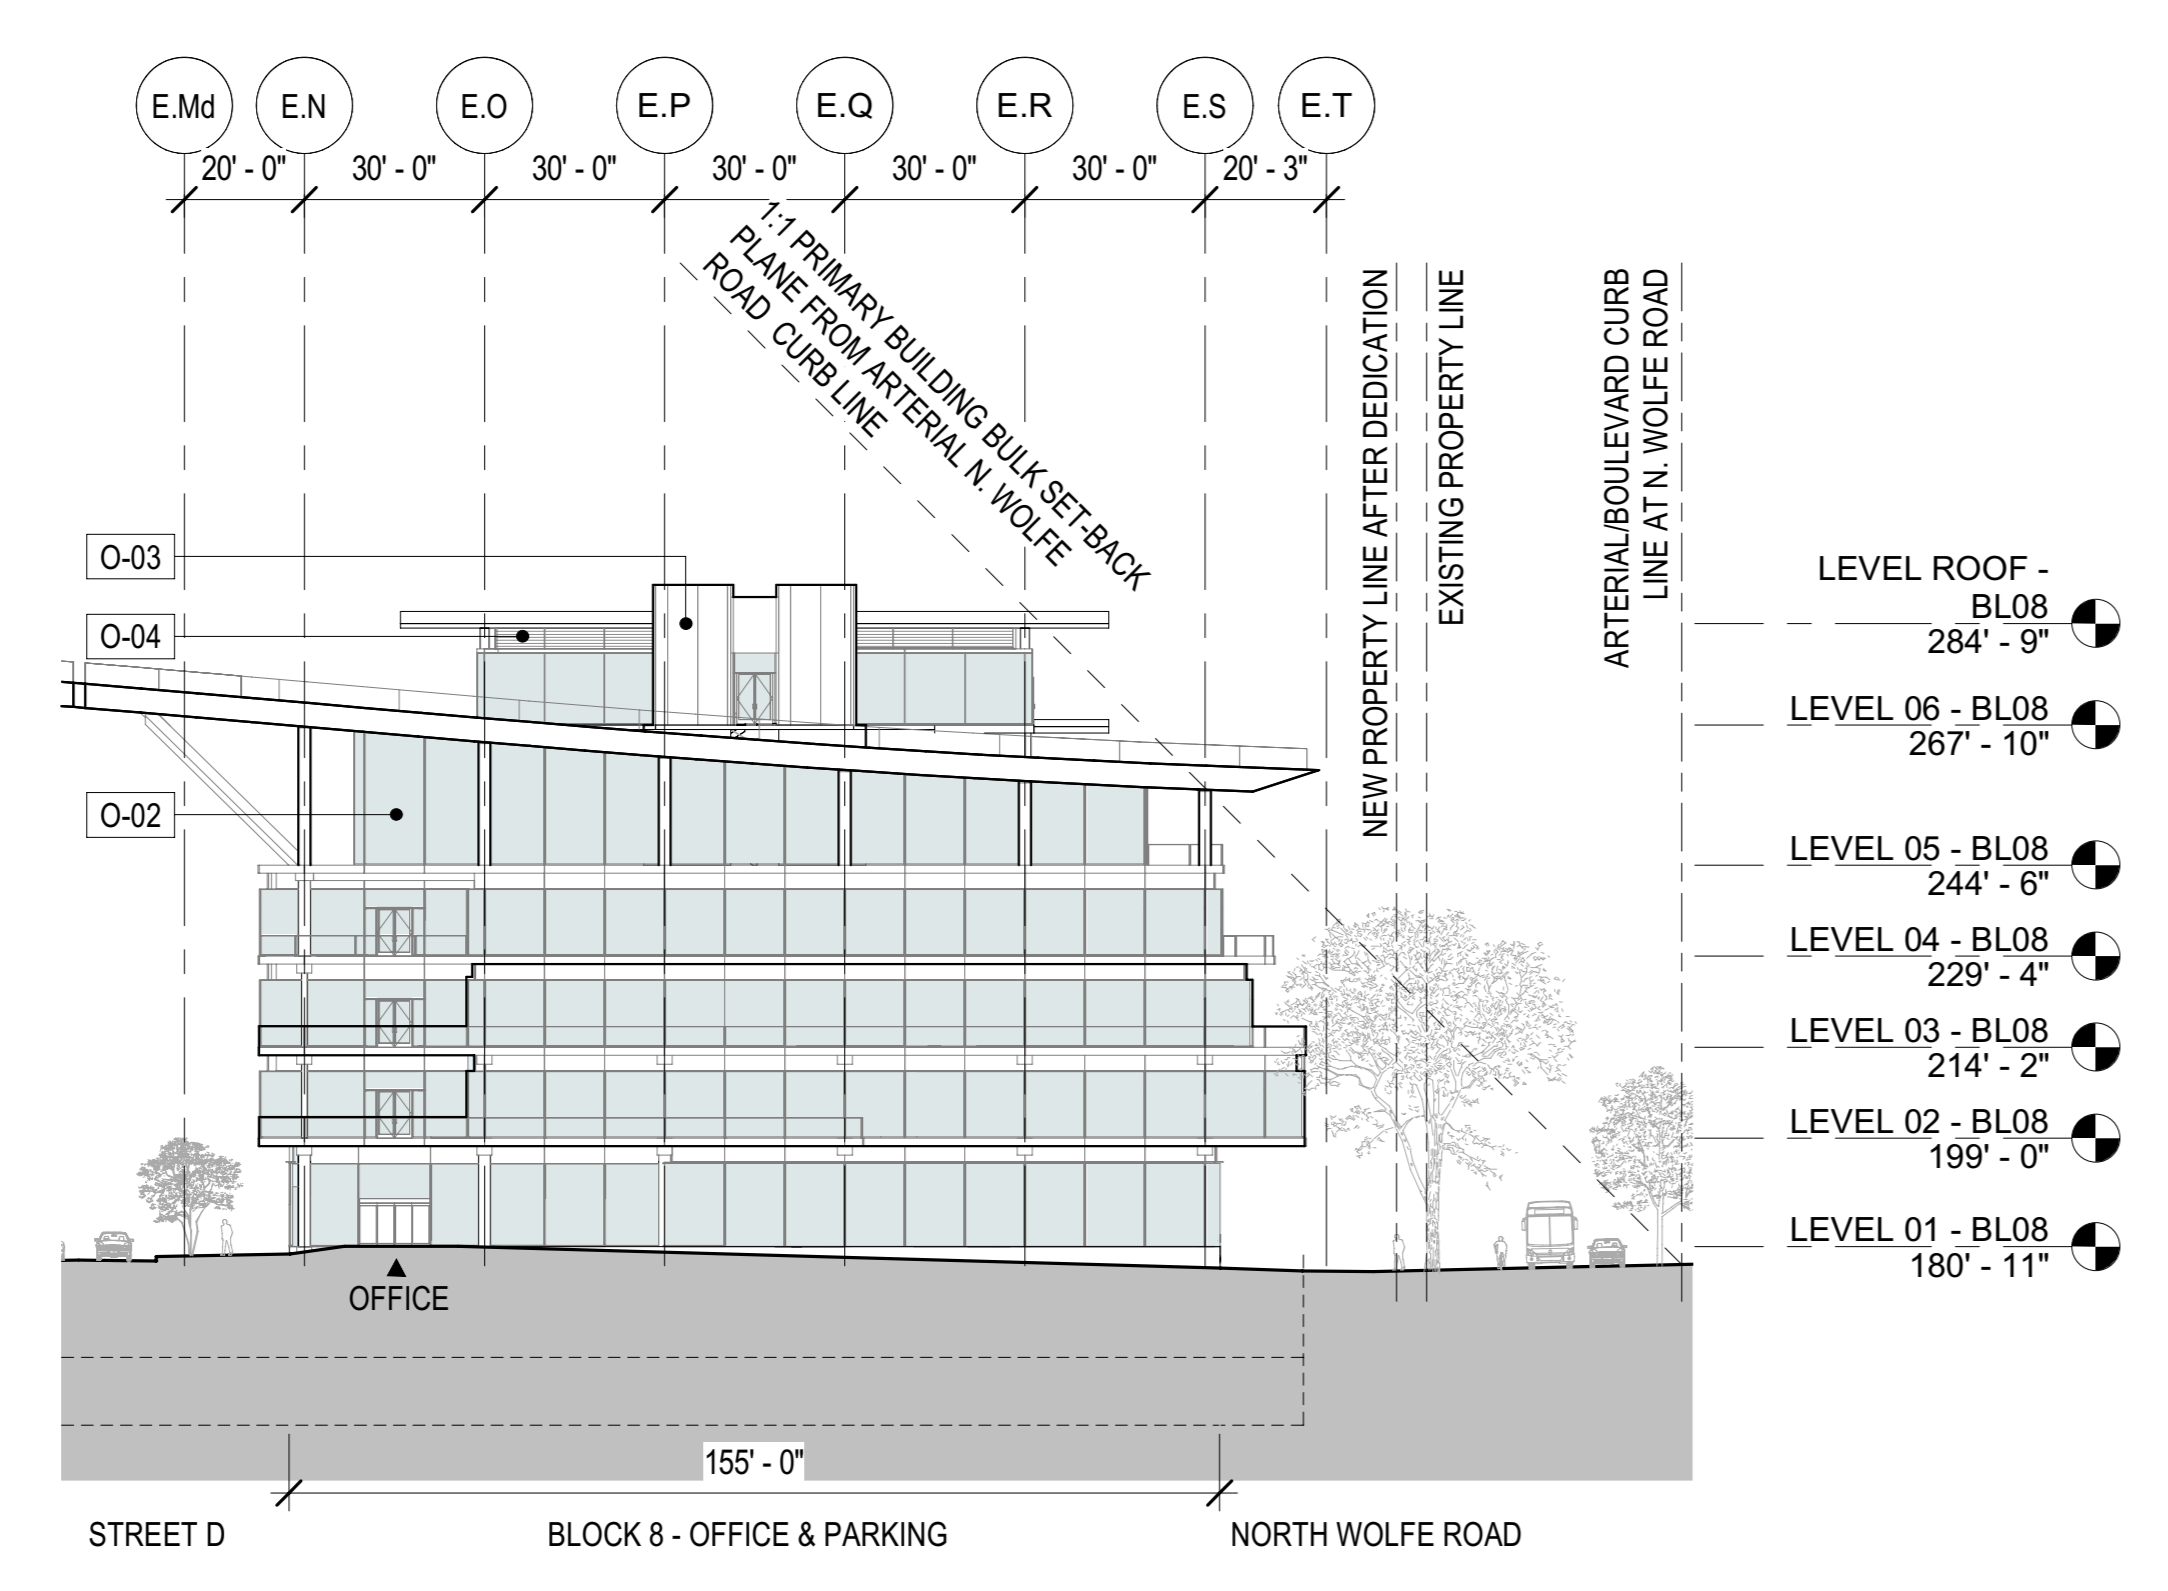 E.Md E.N E.O E.P E.Q E.R E.S E.T
20' - 0" 30' - 0" 30' - 0" 30' - 0" 30' - 0" 30' - 0" 20' - 3"
1:1 PRIMARY BUILDING BULK SET-BACK
PLANE FROM ARTERIAL N. WOLFE
ROAD CURB LINE
NEW PROPERTY LINE AFTER DEDICATION
EXISTING PROPERTY LINE
ARTERIAL/BOULEVARD CURB
LINE AT N. WOLFE ROAD
O-03
O-04
O-02
LEVEL ROOF -
BL08
284' - 9"
LEVEL 06 - BL08
267' - 10"
LEVEL 05 - BL08
244' - 6"
LEVEL 04 - BL08
229' - 4"
LEVEL 03 - BL08
214' - 2"
LEVEL 02 - BL08
199' - 0"
LEVEL 01 - BL08
180' - 11"
OFFICE
155' - 0"
STREET D
BLOCK 8 - OFFICE & PARKING
NORTH WOLFE ROAD